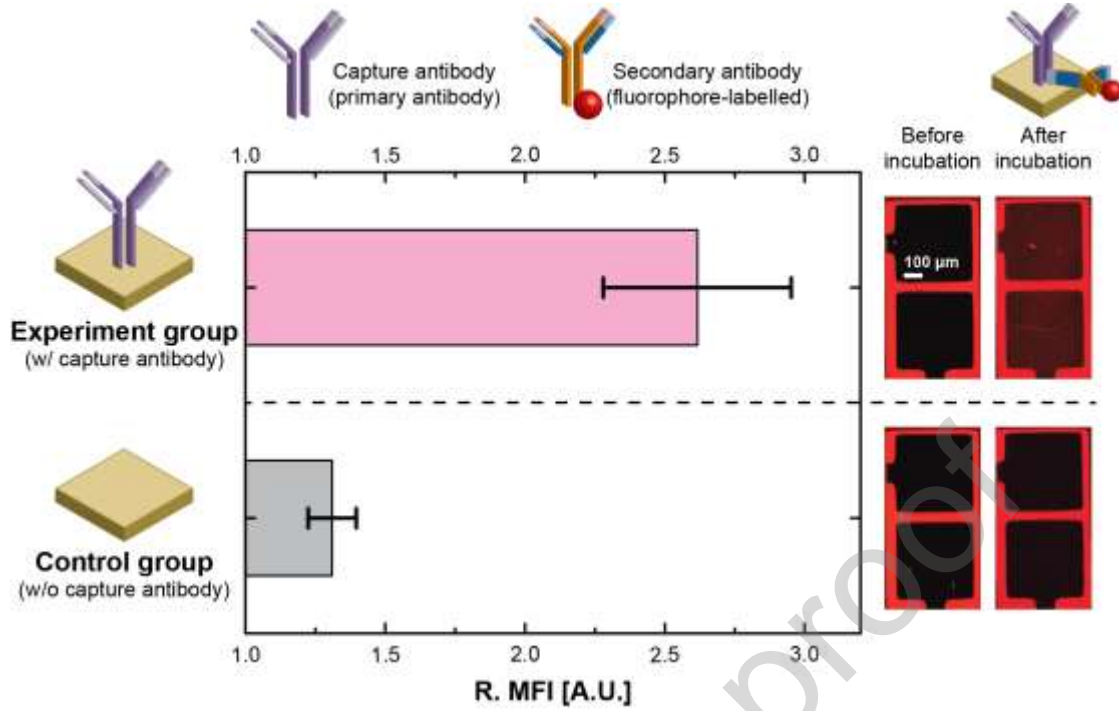 Capture antibody
(primary antibody)
Secondary antibody
(fluorophore-labelled)
Before
incubation
After
incubation
1.0 1.5 2.0 2.5 3.0
100 μm
Experiment group
(w/ capture antibody)
Control group
(w/o capture antibody)
1.0 1.5 2.0 2.5 3.0
R. MFI [A.U.]
proof